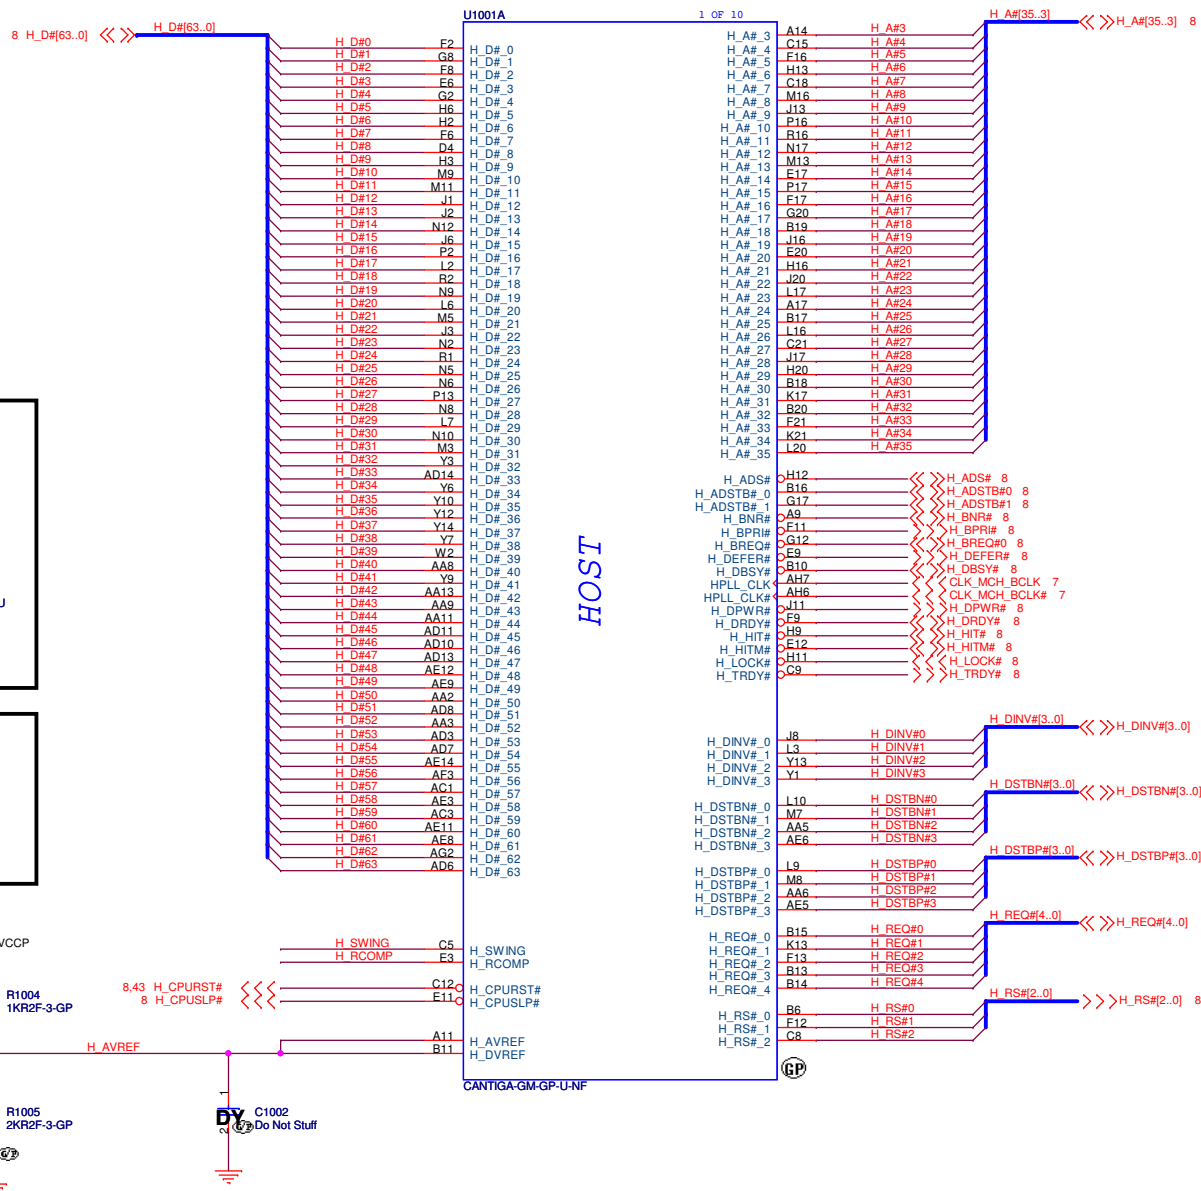 U1001A 1 OF 10
8 H_D#[63..0] H_D#[63..0] H_A#[35..3] H_A#[35..3] 8
H_D#0 F2 H_D#_0 H_A#_3 A14 H_A#3
H_D#1 G8 H_D#_1 H_A#_4 C15 H_A#4
H_D#2 F8 H_D#_2 H_A#_5 F16 H_A#5
H_D#3 E6 H_D#_3 H_A#_6 H13 H_A#6
H_D#4 G2 H_D#_4 H_A#_7 C18 H_A#7
H_D#5 H6 H_D#_5 H_A#_8 M16 H_A#8
H_D#6 H2 H_D#_6 H_A#_9 J13 H_A#9
H_D#7 F6 H_D#_7 H_A#_10 P16 H_A#10
H_D#8 D4 H_D#_8 H_A#_11 R16 H_A#11
H_D#9 H3 H_D#_9 H_A#_12 N17 H_A#12
H_D#10 M9 H_D#_10 H_A#_13 M13 H_A#13
H_D#11 M11 H_D#_11 H_A#_14 E17 H_A#14
H_D#12 J1 H_D#_12 H_A#_15 P17 H_A#15
H_D#13 J2 H_D#_13 H_A#_16 F17 H_A#16
H_D#14 N12 H_D#_14 H_A#_17 G20 H_A#17
H_D#15 J6 H_D#_15 H_A#_18 B19 H_A#18
H_D#16 P2 H_D#_16 H_A#_19 J16 H_A#19
H_D#17 L2 H_D#_17 H_A#_20 E20 H_A#20
H_D#18 R2 H_D#_18 H_A#_21 H16 H_A#21
H_D#19 N9 H_D#_19 H_A#_22 J20 H_A#22
H_D#20 L6 H_D#_20 H_A#_23 L17 H_A#23
H_D#21 M5 H_D#_21 H_A#_24 A17 H_A#24
H_D#22 J3 H_D#_22 H_A#_25 B17 H_A#25
H_D#23 N2 H_D#_23 H_A#_26 L16 H_A#26
H_D#24 R1 H_D#_24 H_A#_27 C21 H_A#27
H_D#25 N5 H_D#_25 H_A#_28 J17 H_A#28
H_D#26 N6 H_D#_26 H_A#_29 H20 H_A#29
H_D#27 P13 H_D#_27 H_A#_30 B18 H_A#30
H_D#28 N8 H_D#_28 H_A#_31 K17 H_A#31
H_D#29 L7 H_D#_29 H_A#_32 B20 H_A#32
H_D#30 N10 H_D#_30 H_A#_33 F21 H_A#33
H_D#31 M3 H_D#_31 H_A#_34 K21 H_A#34
H_D#32 Y3 H_D#_32 H_A#_35 L20 H_A#35
H_D#33 AD14 H_D#_33 H_ADS# H12 H_ADS# 8
H_D#34 Y6 H_D#_34 H_ADSTB#_0 B16 H_ADSTB#0 8
H_D#35 Y10 H_D#_35 H_ADSTB#_1 G17 H_ADSTB#1 8
H_D#36 Y12 H_D#_36 H_BNR# A9 H_BNR# 8
H_D#37 Y14 H_D#_37 H_BPRI# F11 H_BPRI# 8
H_D#38 Y7 H_D#_38 H_BREQ# G12 H_BREQ#0 8
H_D#39 W2 H_D#_39 H_DEFER# E9 H_DEFER# 8
H_D#40 AA8 H_D#_40 H_DBSY# B10 H_DBSY# 8
H_D#41 Y9 H_D#_41 HPLL_CLK AH7 CLK_MCH_BCLK 7
H_D#42 AA13 H_D#_42 HPLL_CLK# AH6 CLK_MCH_BCLK# 7
H_D#43 AA9 H_D#_43 H_DPWR# J11 H_DPWR# 8
H_D#44 AA11 H_D#_44 H_DRDY# F9 H_DRDY# 8
H_D#45 AD11 H_D#_45 H_HIT# H9 H_HIT# 8
H_D#46 AD10 H_D#_46 H_HITM# E12 H_HITM# 8
H_D#47 AD13 H_D#_47 H_LOCK# H11 H_LOCK# 8
H_D#48 AE12 H_D#_48 H_TRDY# C9 H_TRDY# 8
H_D#49 AE9 H_D#_49
H_D#50 AA2 H_D#_50
H_D#51 AD8 H_D#_51
H_D#52 AA3 H_D#_52 H_DINV#[3..0] H_DINV#[3..0] 8
H_D#53 AD3 H_D#_53 H_DINV#_0 J8 H_DINV#0
H_D#54 AD7 H_D#_54 H_DINV#_1 L3 H_DINV#1
H_D#55 AE14 H_D#_55 H_DINV#_2 Y13 H_DINV#2
H_D#56 AF3 H_D#_56 H_DINV#_3 Y1 H_DINV#3
H_D#57 AC1 H_D#_57 H_DSTBN#[3..0] H_DSTBN#[3..0]
H_D#58 AE3 H_D#_58 H_DSTBN#_0 L10 H_DSTBN#0
H_D#59 AC3 H_D#_59 H_DSTBN#_1 M7 H_DSTBN#1
H_D#60 AE11 H_D#_60 H_DSTBN#_2 AA5 H_DSTBN#2
H_D#61 AE8 H_D#_61 H_DSTBN#_3 AE6 H_DSTBN#3
H_D#62 AG2 H_D#_62 H_DSTBP#[3..0] H_DSTBP#[3..0]
H_D#63 AD6 H_D#_63 H_DSTBP#_0 L9 H_DSTBP#0
H_DSTBP#_1 M8 H_DSTBP#1
H_DSTBP#_2 AA6 H_DSTBP#2
H_DSTBP#_3 AE5 H_DSTBP#3
H_REQ#[4..0] H_REQ#[4..0] 8
H_REQ#_0 B15 H_REQ#0
VCCP H_SWING C5 H_SWING H_REQ#_1 K13 H_REQ#1
H_RCOMP E3 H_RCOMP H_REQ#_2 F13 H_REQ#2
H_REQ#_3 B13 H_REQ#3
8,43 H_CPURST# C12 H_CPURST# H_REQ#_4 B14 H_REQ#4
8 H_CPUSLP# E11 H_CPUSLP# H_RS#[2..0] H_RS#[2..0] 8
R1004
1KR2F-3-GP
H_RS#_0 B6 H_RS#0
H_RS#_1 F12 H_RS#1
H_AVREF A11 H_AVREF H_RS#_2 C8 H_RS#2
B11 H_DVREF
HOST
U
GP
CANTIGA-GM-GP-U-NF
1
R1005
2KR2F-3-GP
DY
2
C1002
Do Not Stuff